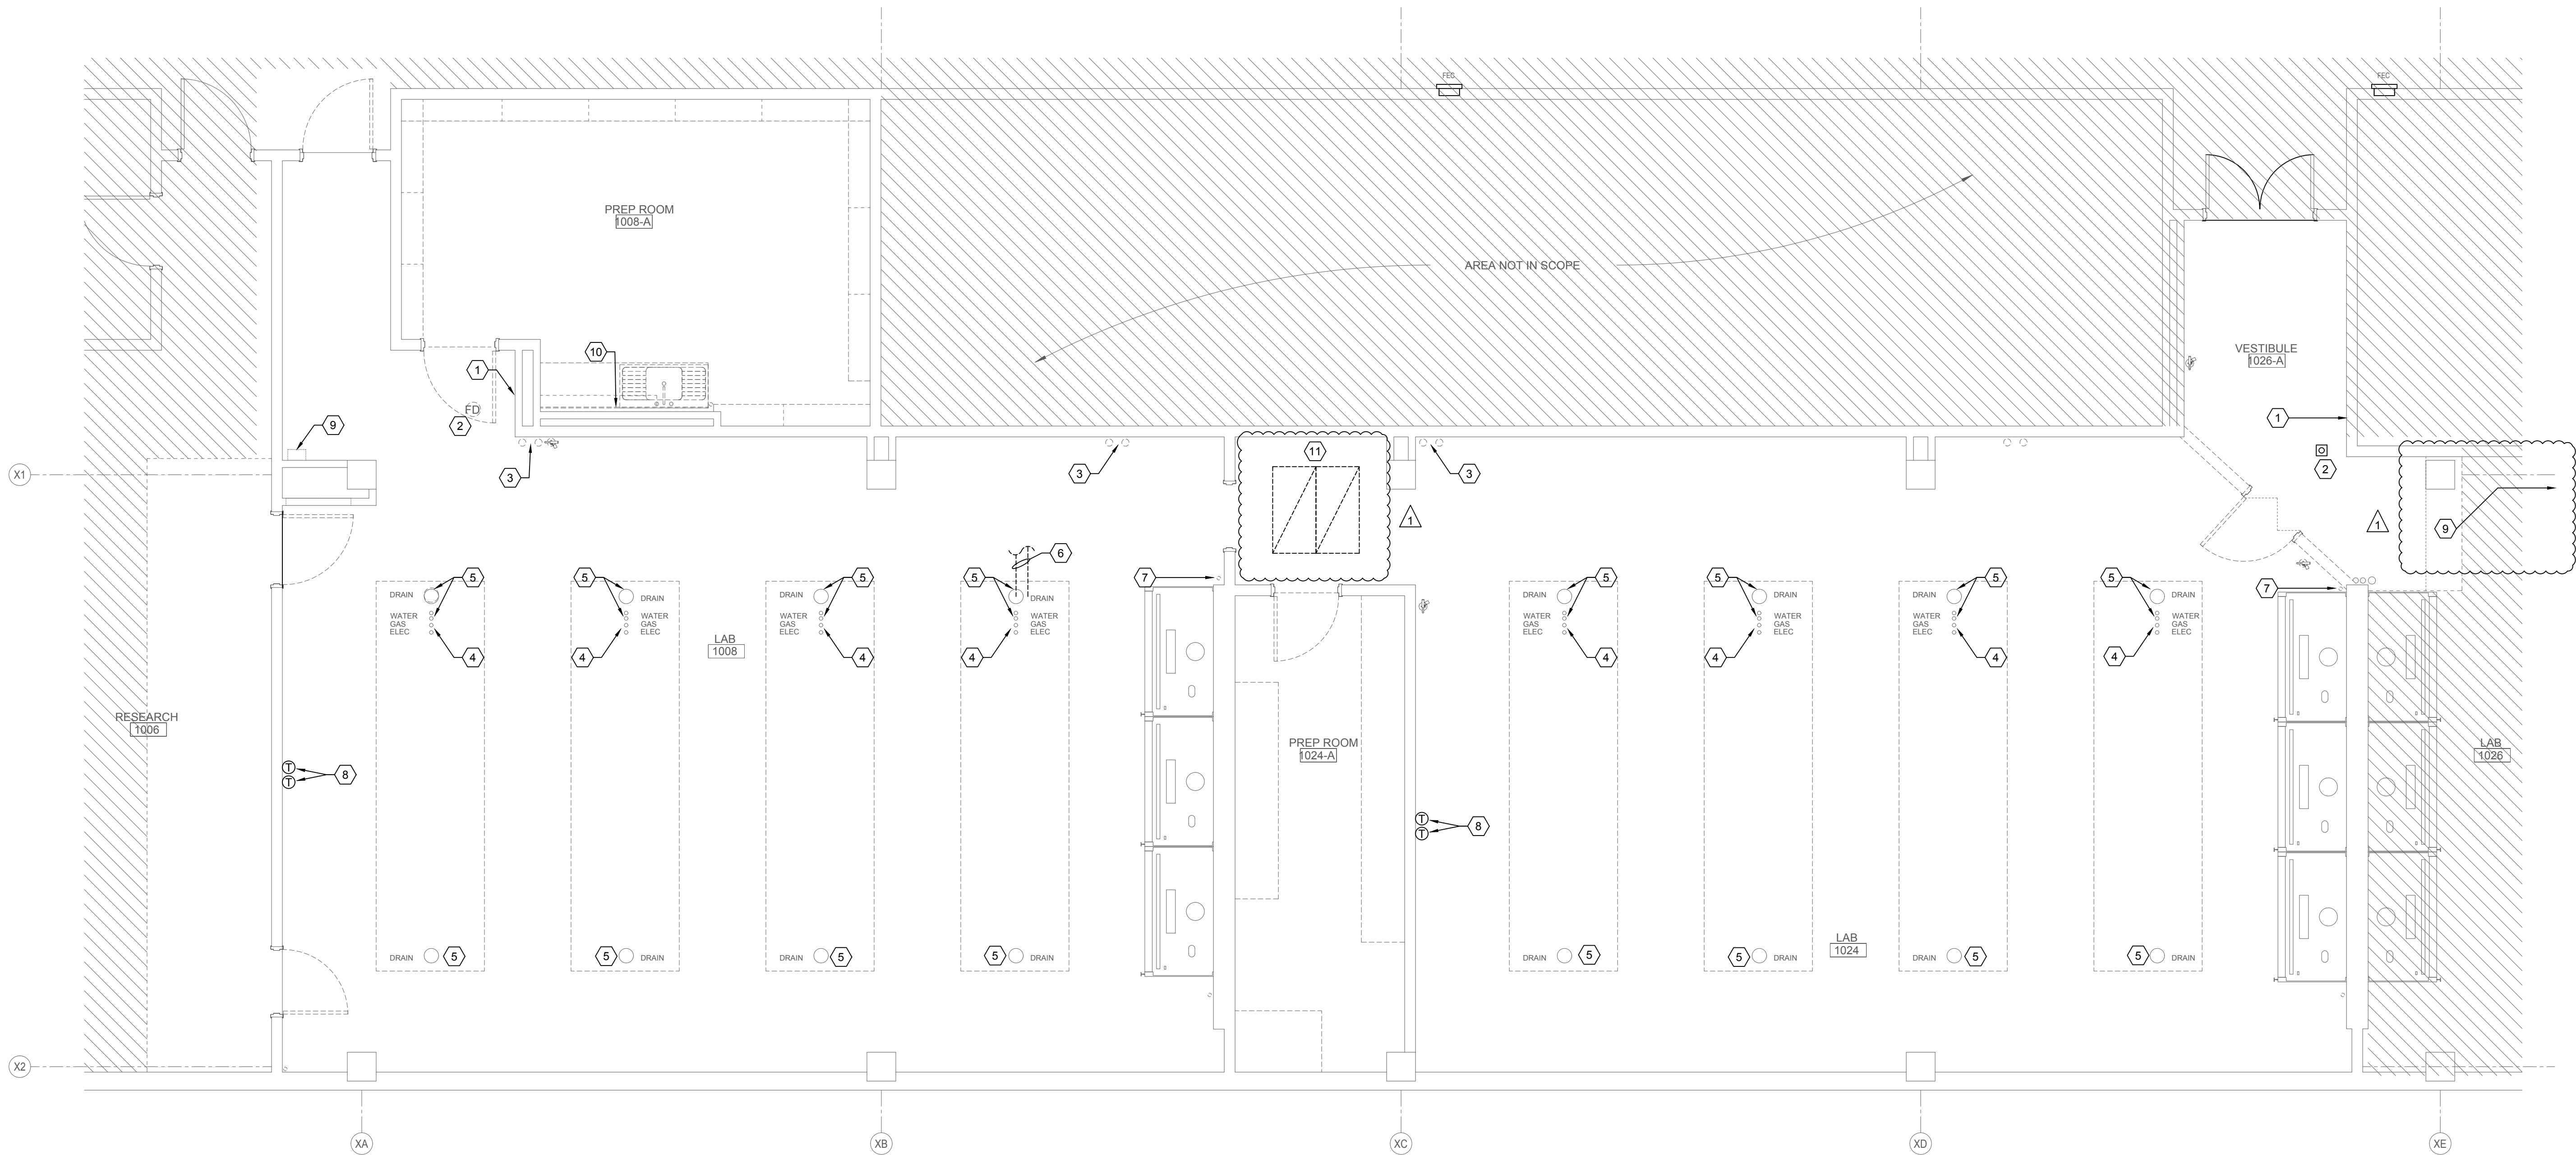 FEC
FEC
PREP ROOM
1008-A
AREA NOT IN SCOPE
VESTIBULE
1026-A
10
1
FD
2
9
1
11
2
X1
3
3
3
1
1
9
6
5
5
5
5
7
5
5
5
5
7
DRAIN
DRAIN
DRAIN
DRAIN
DRAIN
DRAIN
DRAIN
DRAIN
WATER
GAS
ELEC
WATER
GAS
ELEC
WATER
GAS
ELEC
WATER
GAS
ELEC
WATER
GAS
ELEC
WATER
GAS
ELEC
WATER
GAS
ELEC
WATER
GAS
ELEC
LAB
1008
4
4
4
4
4
4
4
4
RESEARCH
1006
PREP ROOM
1024-A
LAB
1026
T
T
8
T
T
8
LAB
1024
DRAIN
5
5
DRAIN
DRAIN
5
5
DRAIN
DRAIN
5
5
DRAIN
DRAIN
5
5
DRAIN
X2
XA
XB
XC
XD
XE